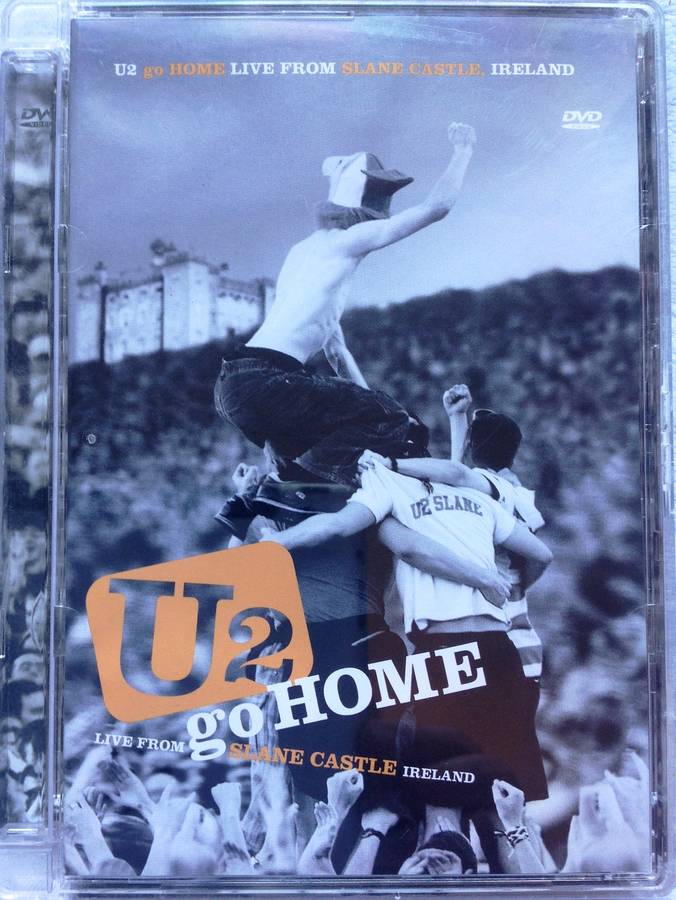 U2 go HOME LIVE FROM SLANE CASTLE, IRELAND
DVD
VIDEO
DVD
U2 SLANE
U2
go HOME
LIVE FROM SLANE CASTLE IRELAND